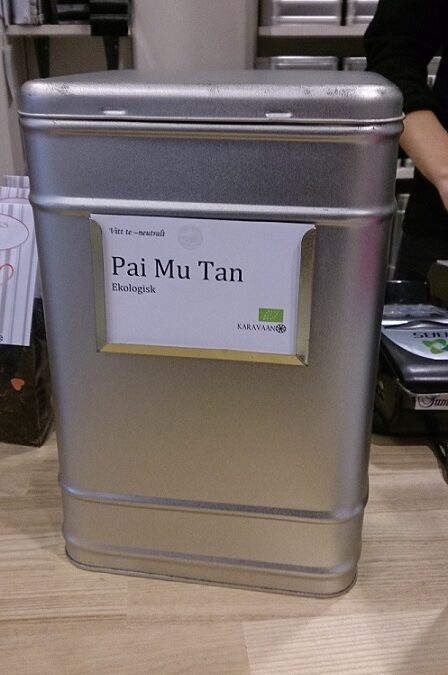 Vitt te –neutralt
Pai Mu Tan
Ekologisk
KARAVAAN